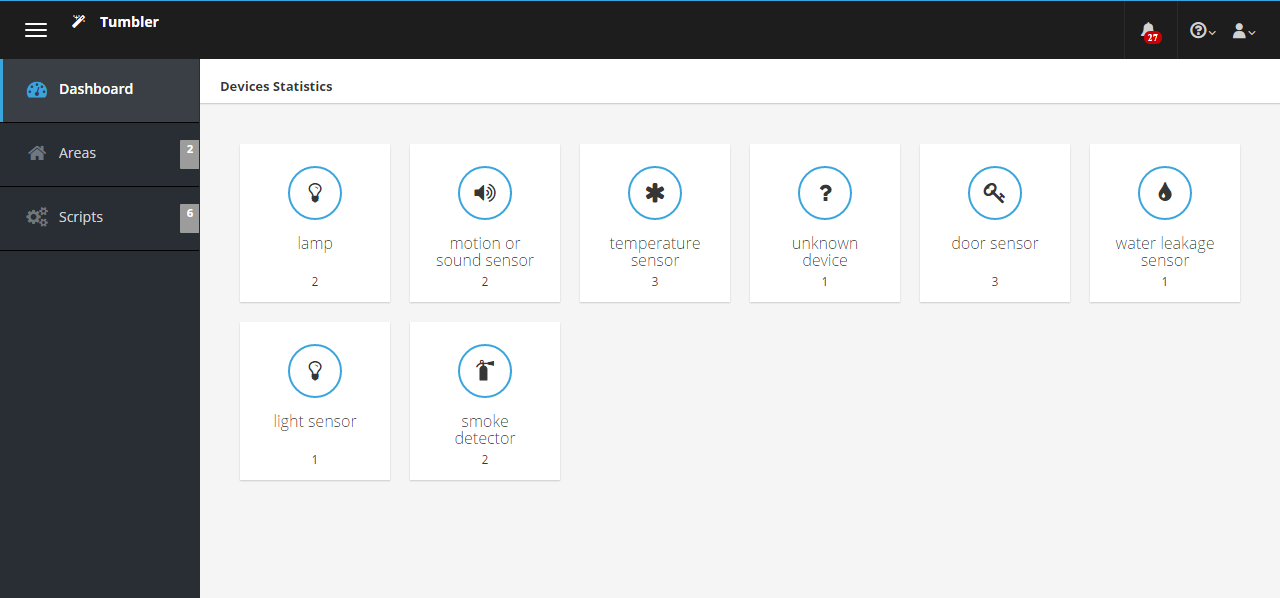 Tumbler
27
Dashboard
Areas
2
Scripts
6
Devices Statistics
lamp
2
motion or
sound sensor
2
temperature
sensor
3
unknown
device
1
door sensor
3
water leakage
sensor
1
light sensor
1
smoke
detector
2